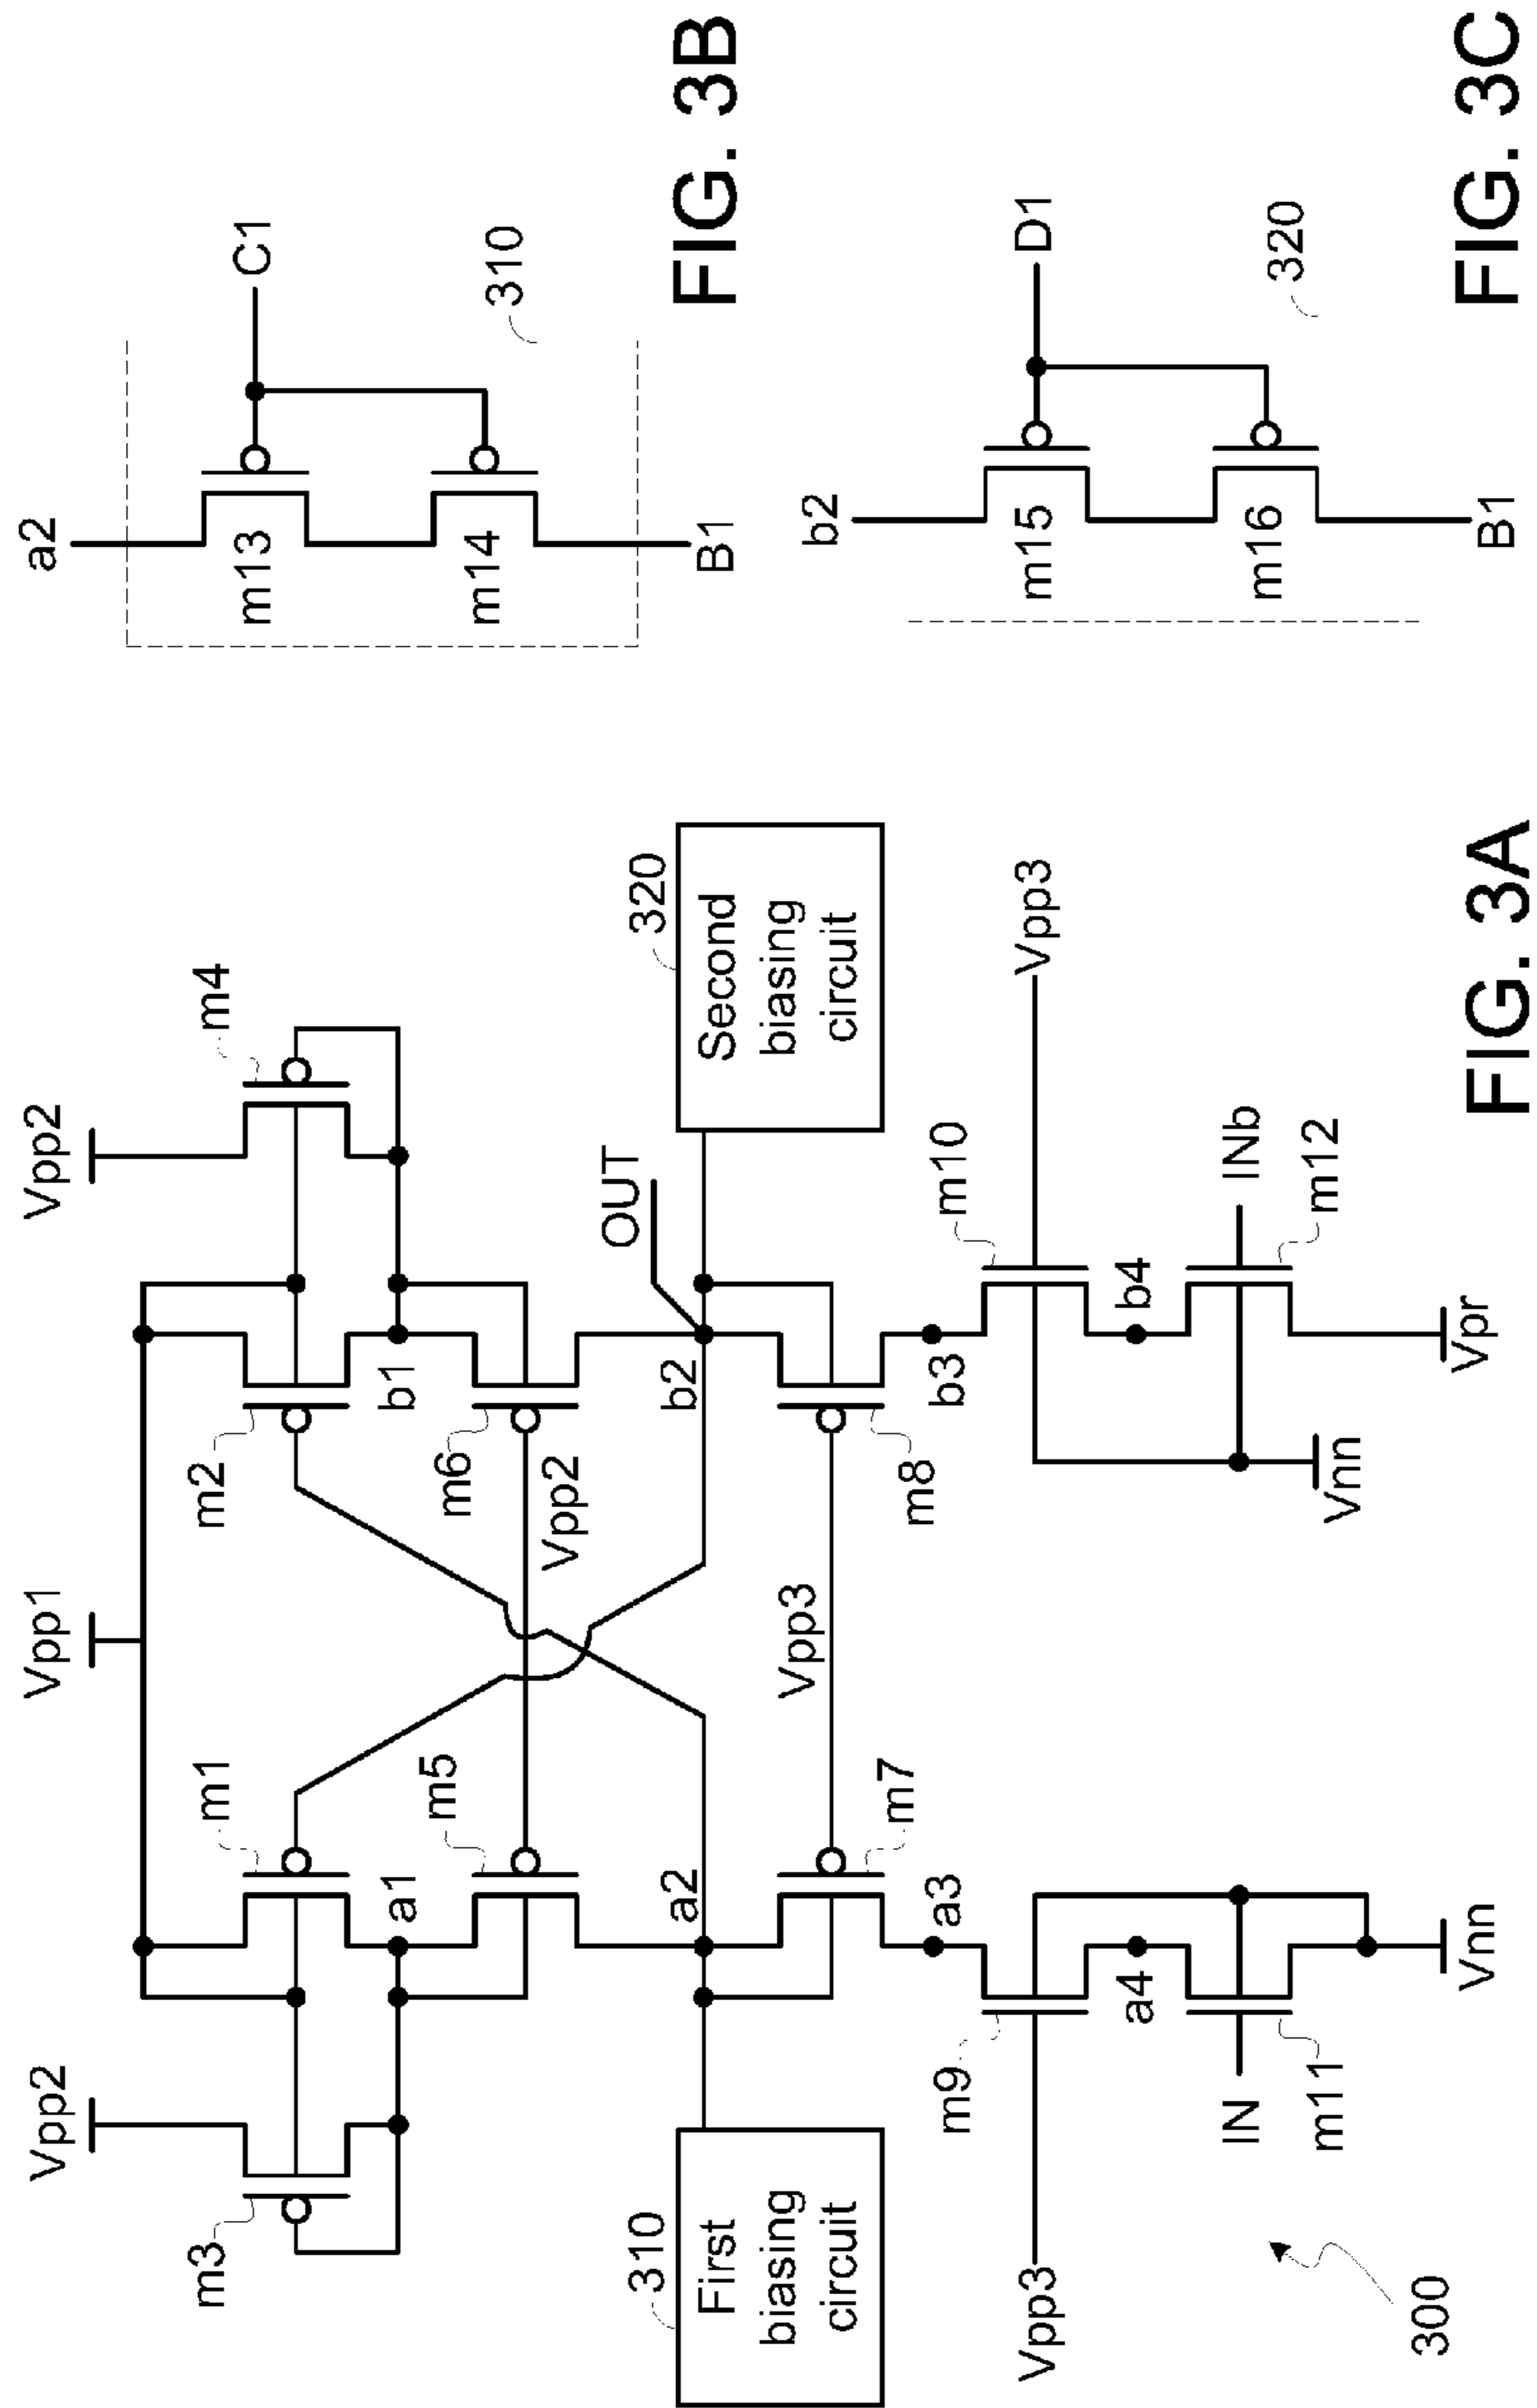 Vpp2
Vpp1
Vpp2
m3
m1
m2
m4
a1
b1
m5
m6
Vpp2
OUT
310
First
biasing
circuit
a2
b2
320
Second
biasing
circuit
Vpp3
m7
m8
a3
b3
m9
m10
Vpp3
Vpp3
a4
b4
IN
INb
m11
m12
Vnn
Vnn
Vpr
300
FIG. 3A
a2
C1
m13
m14
310
B1
FIG. 3B
b2
D1
m15
m16
320
B1
FIG. 3C